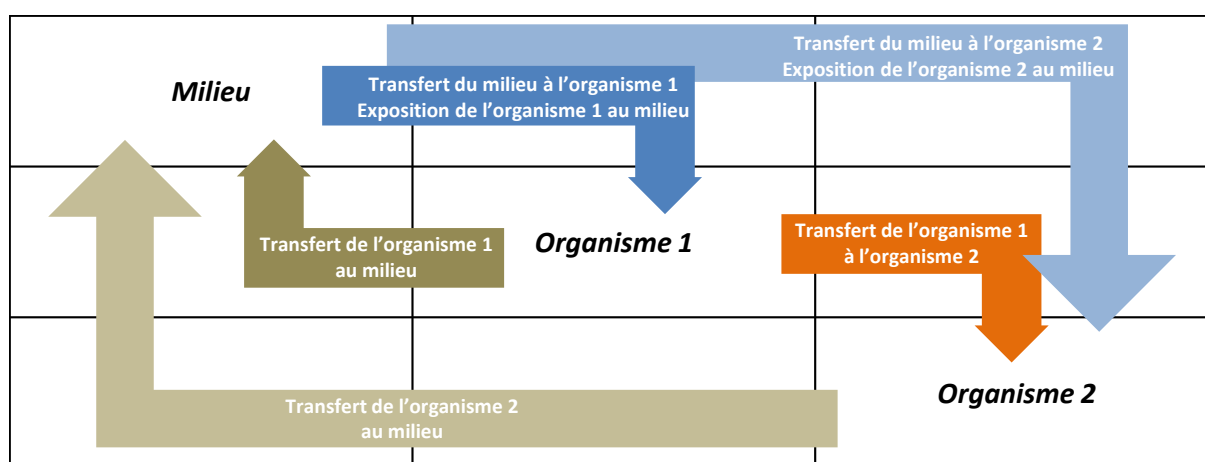 Transfert du milieu à l’organisme 2
Exposition de l’organisme 2 au milieu
Milieu
Transfert du milieu à l’organisme 1
Exposition de l’organisme 1 au milieu
Transfert de l’organisme 1
au milieu
Organisme 1
Transfert de l’organisme 1
à l’organisme 2
Organisme 2
Transfert de l’organisme 2
au milieu